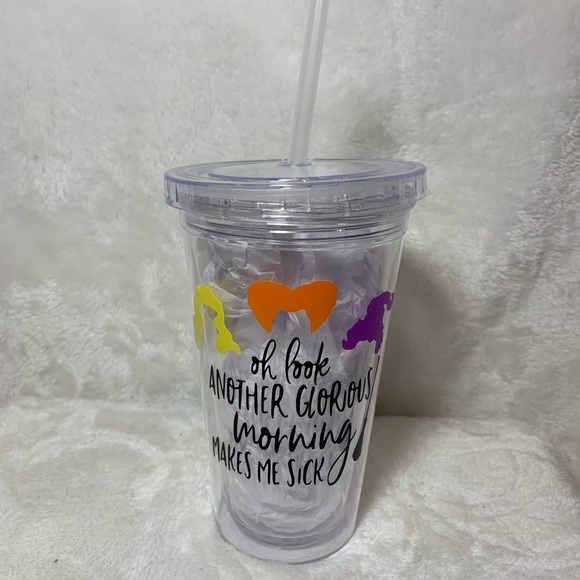 oh look
ANOTHER GLORIOUS
morning
MAKES ME SICK